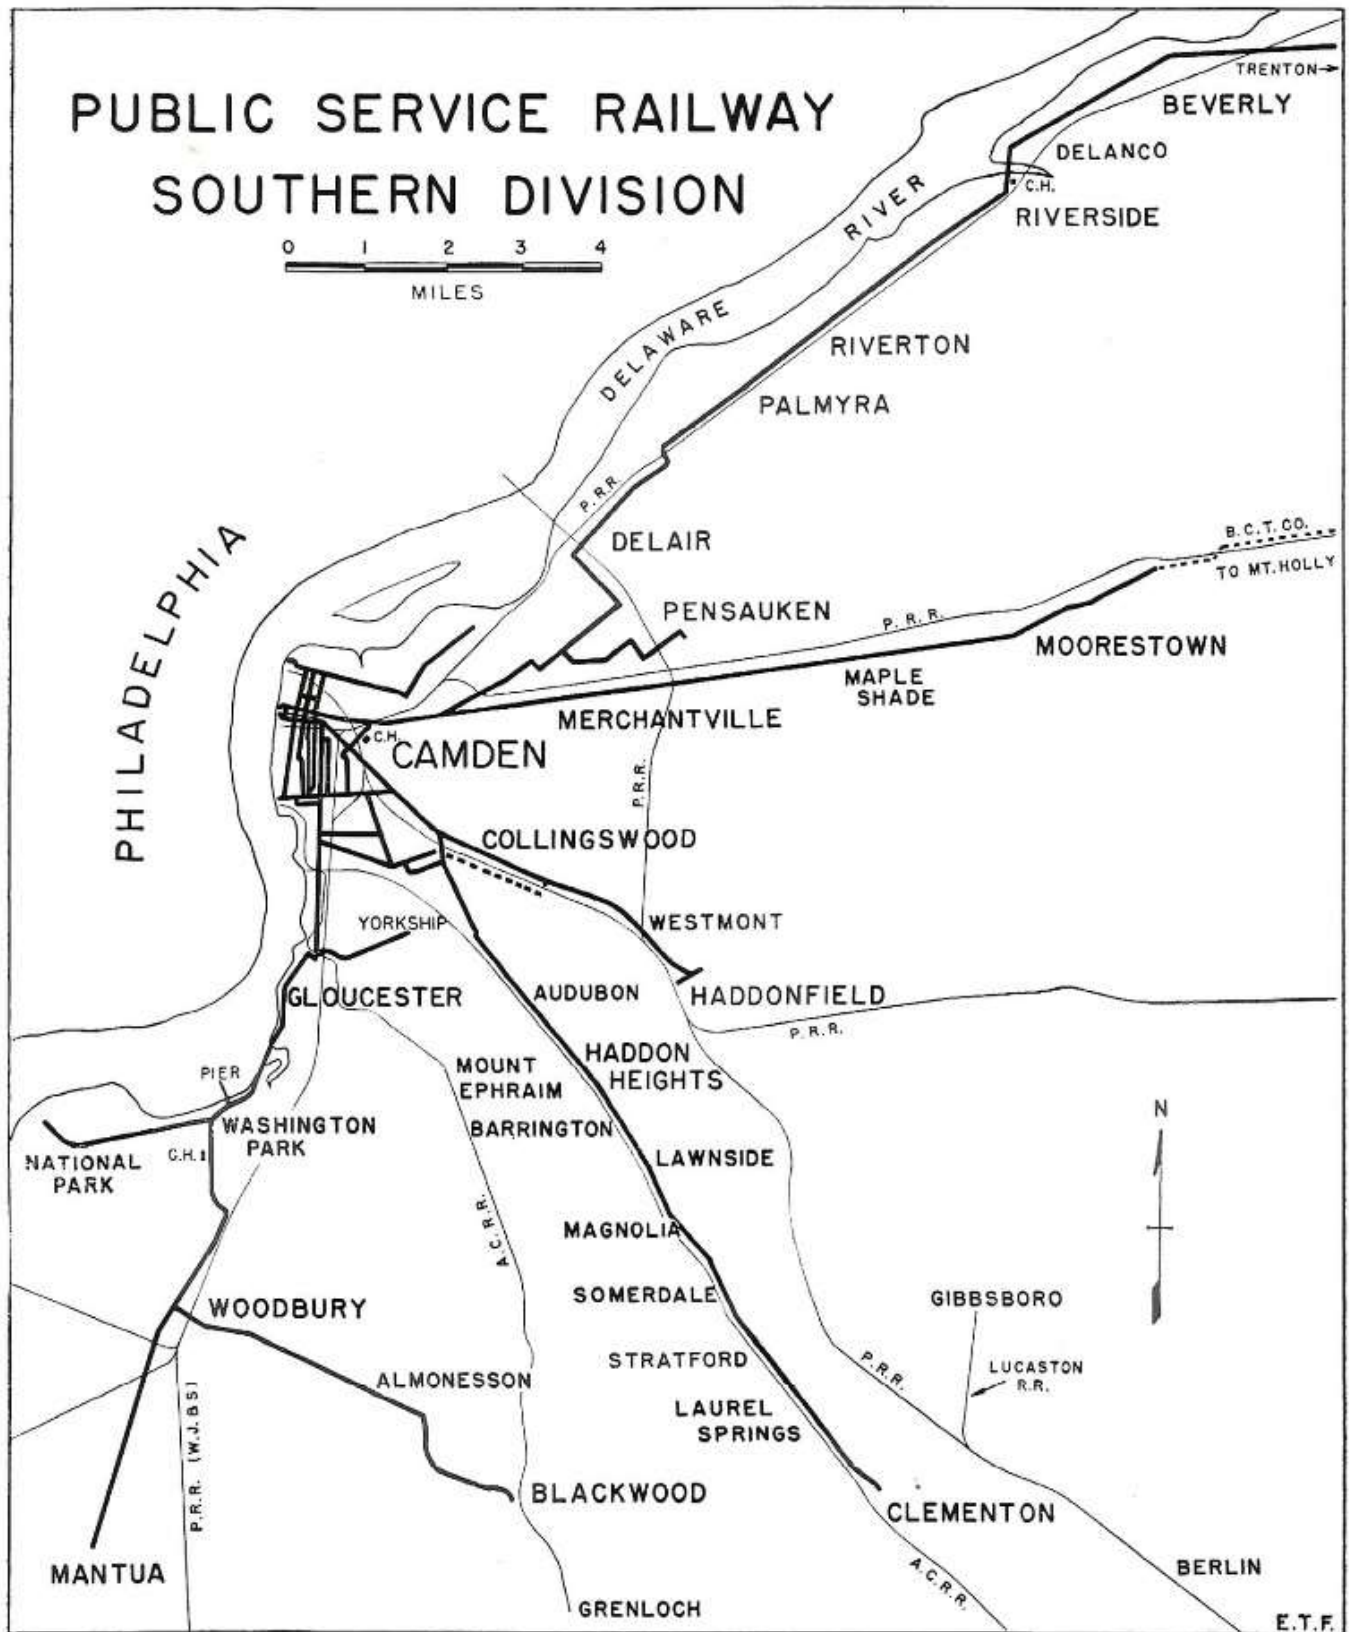 PUBLIC SERVICE RAILWAY
SOUTHERN DIVISION
0 1 2 3 4
MILES
TRENTON→
BEVERLY
DELANCO
C.H.
RIVERSIDE
DELAWARE RIVER
RIVERTON
PALMYRA
P.R.R.
DELAIR
PENSAUKEN
B.C.T. CO.
TO MT. HOLLY
P. R. R.
MOORESTOWN
MAPLE
SHADE
MERCHANTVILLE
PHILADELPHIA
C.H.
CAMDEN
P.R.R.
COLLINGSWOOD
WESTMONT
YORKSHIP
GLOUCESTER
AUDUBON
HADDONFIELD
P. R. R.
HADDON
HEIGHTS
MOUNT
EPHRAIM
PIER
WASHINGTON
PARK
BARRINGTON
N
NATIONAL
PARK
C.H.
LAWNSIDE
A.C.R.R.
MAGNOLIA
SOMERDALE
GIBBSBORO
WOODBURY
STRATFORD
P.R.R.
LUCASTON
R.R.
ALMONESSON
LAUREL
SPRINGS
P.R.R. (W.J.B S)
BLACKWOOD
CLEMENTON
MANTUA
A.C.R.R.
BERLIN
GRENLOCH
E.T.F.